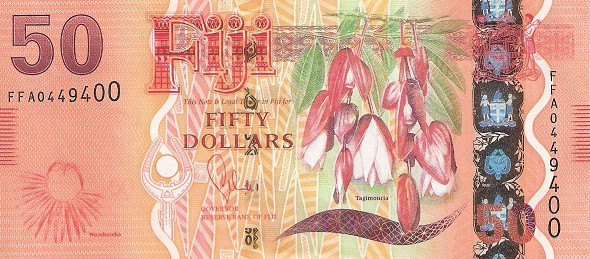 50
Fiji
FFA0449400
This Note is Legal Tender in Fiji for
FIFTY
DOLLARS
GOVERNOR
RESERVE BANK OF FIJI
Tagimoucia
50
FFA0449400